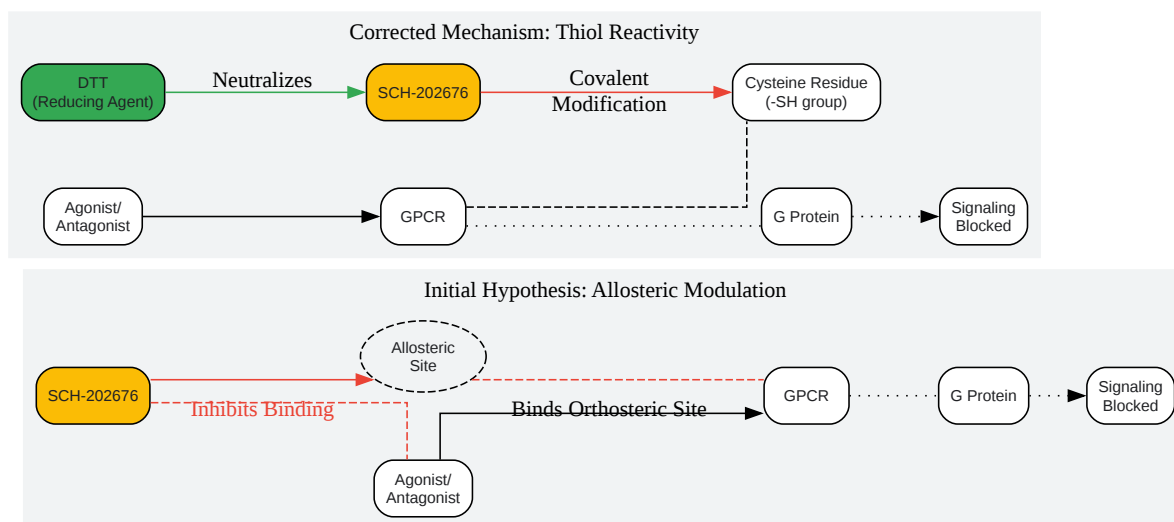 Corrected Mechanism: Thiol Reactivity
DTT
(Reducing Agent)
Neutralizes
SCH-202676
Covalent
Modification
Cysteine Residue
(-SH group)
Agonist/
Antagonist
GPCR
G Protein
Signaling
Blocked
Initial Hypothesis: Allosteric Modulation
SCH-202676
Inhibits Binding
Allosteric
Site
Agonist/
Antagonist
Binds Orthosteric Site
GPCR
G Protein
Signaling
Blocked